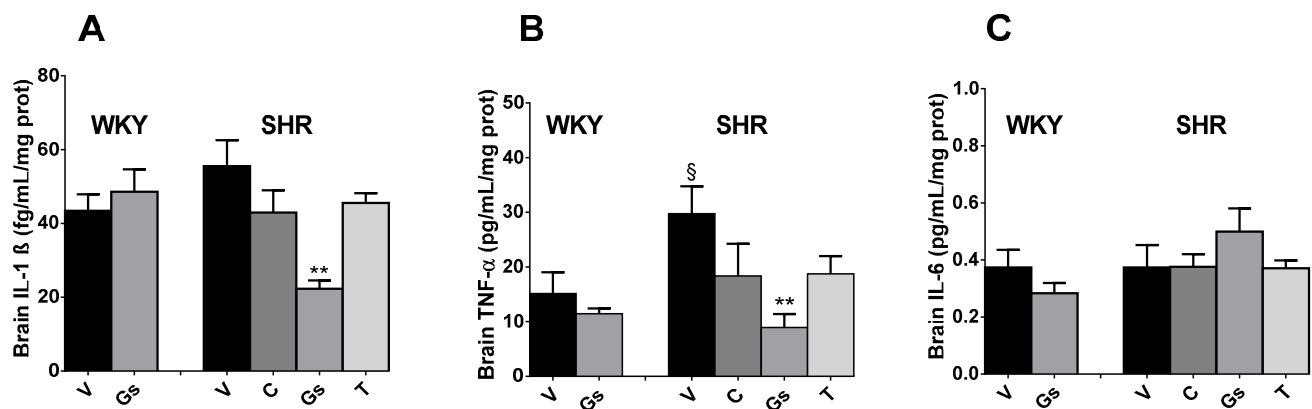 A
Brain IL-1 ß (fg/mL/mg prot)
80
60
40
20
0
WKY
SHR
**
V
Gs
V
C
Gs
T
B
Brain TNF-α (pg/mL/mg prot)
50
40
30
20
10
0
WKY
SHR
§
**
V
Gs
V
C
Gs
T
C
Brain IL-6 (pg/mL/mg prot)
1.0
0.8
0.6
0.4
0.2
0.0
WKY
SHR
V
Gs
V
C
Gs
T